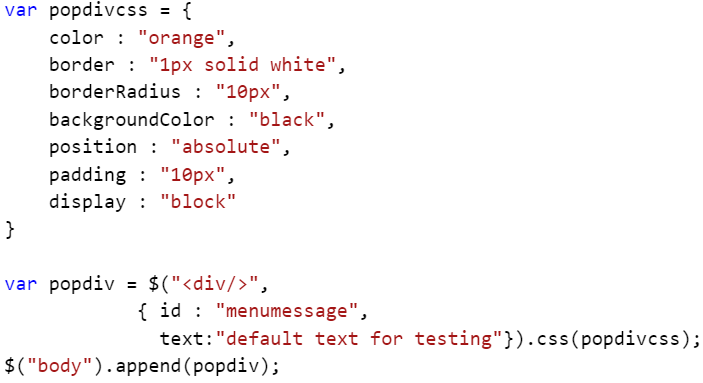 var popdivcss = {
    color : "orange",
    border : "1px solid white",
    borderRadius : "10px",
    backgroundColor : "black",
    position : "absolute",
    padding : "10px",
    display : "block"
}

var popdiv = $("<div/>",
            { id : "menumessage",
              text:"default text for testing"}).css(popdivcss);
$("body").append(popdiv);